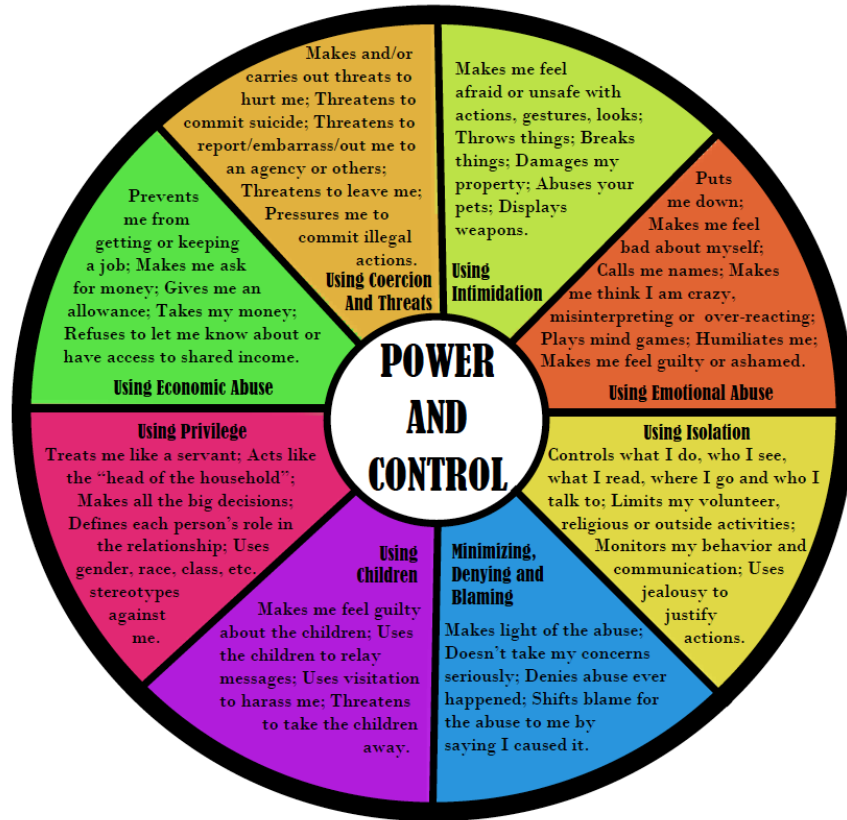 Makes and/or
carries out threats to
hurt me; Threatens to
commit suicide; Threatens to
report/embarrass/out me to
an agency or others;
Threatens to leave me;
Pressures me to
commit illegal
actions.
Using Coercion
And Threats
Makes me feel
afraid or unsafe with
actions, gestures, looks;
Throws things; Breaks
things; Damages my
property; Abuses your
pets; Displays
weapons.
Using
Intimidation
Puts
me down;
Makes me feel
bad about myself;
Calls me names; Makes
me think I am crazy,
misinterpreting or over-reacting;
Plays mind games; Humiliates me;
Makes me feel guilty or ashamed.
Using Emotional Abuse
Using Isolation
Controls what I do, who I see,
what I read, where I go and who I
talk to; Limits my volunteer,
religious or outside activities;
Monitors my behavior and
communication; Uses
jealousy to
justify
actions.
Minimizing,
Denying and
Blaming
Makes light of the abuse;
Doesn't take my concerns
seriously; Denies abuse ever
happened; Shifts blame for
the abuse to me by
saying I caused it.
Using
Children
Makes me feel guilty
about the children; Uses
the children to relay
messages; Uses visitation
to harass me; Threatens
to take the children
away.
Using Privilege
Treats me like a servant; Acts like
the “head of the household”;
Makes all the big decisions;
Defines each person's role in
the relationship; Uses
gender, race, class, etc.
stereotypes
against
me.
Prevents
me from
getting or keeping
a job; Makes me ask
for money; Gives me an
allowance; Takes my money;
Refuses to let me know about or
have access to shared income.
Using Economic Abuse
POWER
AND
CONTROL